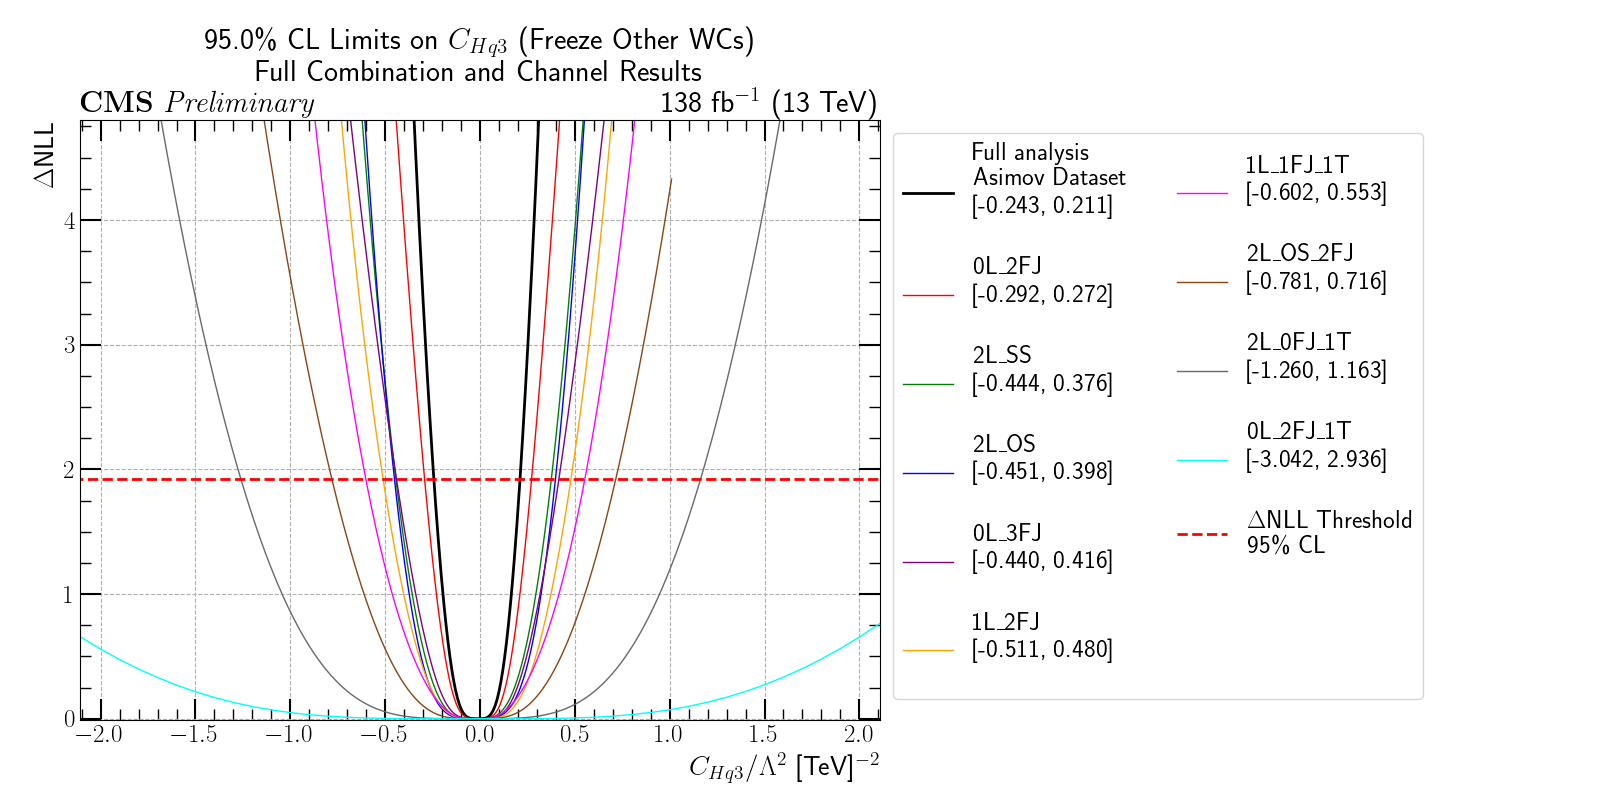 95.0% CL Limits on C_{Hq3} (Freeze Other WCs)
Full Combination and Channel Results
CMS Preliminary
138 fb^{−1} (13 TeV)
ΔNLL
4
3
2
1
0
−2.0
−1.5
−1.0
−0.5
0.0
0.5
1.0
1.5
2.0
C_{Hq3}/Λ^2 [TeV]^{−2}
Full analysis
Asimov Dataset
[-0.243, 0.211]
0L_2FJ
[-0.292, 0.272]
2L_SS
[-0.444, 0.376]
2L_OS
[-0.451, 0.398]
0L_3FJ
[-0.440, 0.416]
1L_2FJ
[-0.511, 0.480]
1L_1FJ_1T
[-0.602, 0.553]
2L_OS_2FJ
[-0.781, 0.716]
2L_0FJ_1T
[-1.260, 1.163]
0L_2FJ_1T
[-3.042, 2.936]
ΔNLL Threshold
95% CL